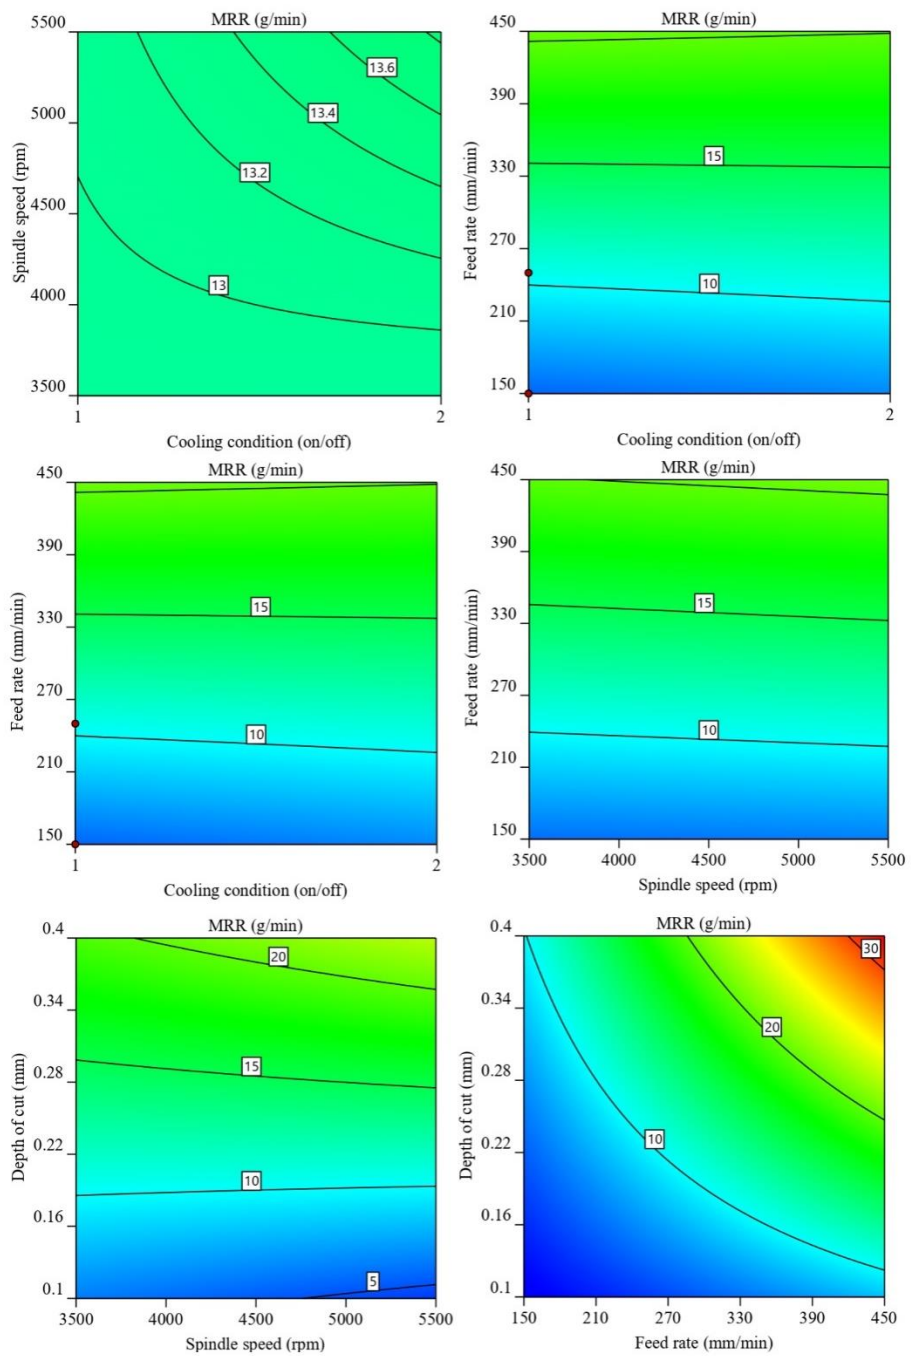 MRR (g/min)
5500
5000
4500
4000
3500
Spindle speed (rpm)
13.6
13.4
13.2
13
1
2
Cooling condition (on/off)
MRR (g/min)
450
390
330
270
210
150
Feed rate (mm/min)
15
10
1
2
Cooling condition (on/off)
MRR (g/min)
450
390
330
270
210
150
Feed rate (mm/min)
15
10
1
2
Cooling condition (on/off)
MRR (g/min)
450
390
330
270
210
150
Feed rate (mm/min)
15
10
3500 4000 4500 5000 5500
Spindle speed (rpm)
MRR (g/min)
0.4
0.34
0.28
0.22
0.16
0.1
Depth of cut (mm)
20
15
10
5
3500 4000 4500 5000 5500
Spindle speed (rpm)
MRR (g/min)
0.4
0.34
0.28
0.22
0.16
0.1
Depth of cut (mm)
30
20
10
150 210 270 330 390 450
Feed rate (mm/min)